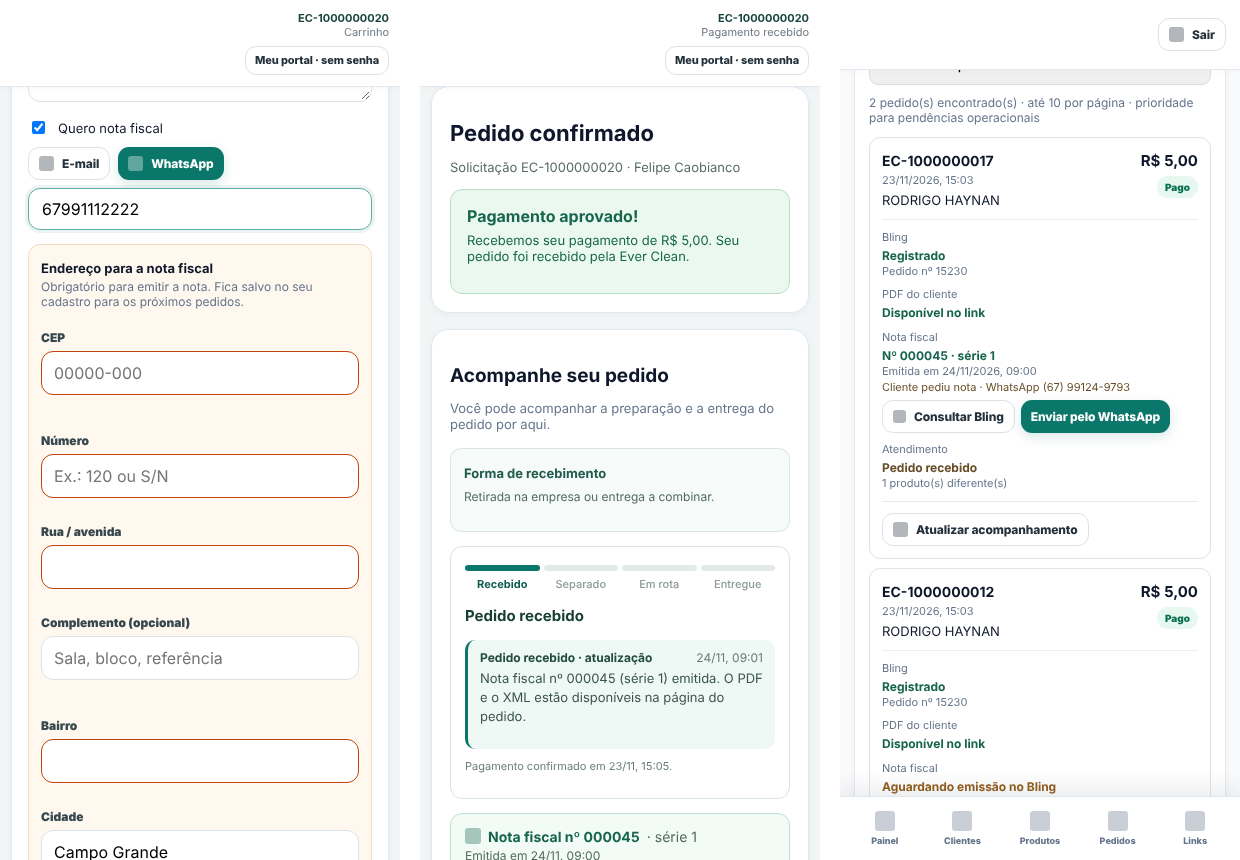 EC-1000000020
Carrinho
Meu portal · sem senha
Quero nota fiscal
E-mail
WhatsApp
67991112222
Endereço para a nota fiscal
Obrigatório para emitir a nota. Fica salvo no seu
cadastro para os próximos pedidos.
CEP
00000-000
Número
Ex.: 120 ou S/N
Rua / avenida
Complemento (opcional)
Sala, bloco, referência
Bairro
Cidade
Campo Grande
EC-1000000020
Pagamento recebido
Meu portal · sem senha
Pedido confirmado
Solicitação EC-1000000020 · Felipe Caobianco
Pagamento aprovado!
Recebemos seu pagamento de R$ 5,00. Seu
pedido foi recebido pela Ever Clean.
Acompanhe seu pedido
Você pode acompanhar a preparação e a entrega do
pedido por aqui.
Forma de recebimento
Retirada na empresa ou entrega a combinar.
Recebido Separado Em rota Entregue
Pedido recebido
Pedido recebido · atualização 24/11, 09:01
Nota fiscal nº 000045 (série 1) emitida. O PDF
e o XML estão disponíveis na página do
pedido.
Pagamento confirmado em 23/11, 15:05.
Nota fiscal nº 000045 · série 1
Emitida em 24/11, 09:00
Sair
2 pedido(s) encontrado(s) · até 10 por página · prioridade
para pendências operacionais
EC-1000000017 R$ 5,00
23/11/2026, 15:03 Pago
RODRIGO HAYNAN
Bling
Registrado
Pedido nº 15230
PDF do cliente
Disponível no link
Nota fiscal
Nº 000045 · série 1
Emitida em 24/11/2026, 09:00
Cliente pediu nota · WhatsApp (67) 99124-9793
Consultar Bling Enviar pelo WhatsApp
Atendimento
Pedido recebido
1 produto(s) diferente(s)
Atualizar acompanhamento
EC-1000000012 R$ 5,00
23/11/2026, 15:03 Pago
RODRIGO HAYNAN
Bling
Registrado
Pedido nº 15230
PDF do cliente
Disponível no link
Nota fiscal
Aguardando emissão no Bling
Painel Clientes Produtos Pedidos Links